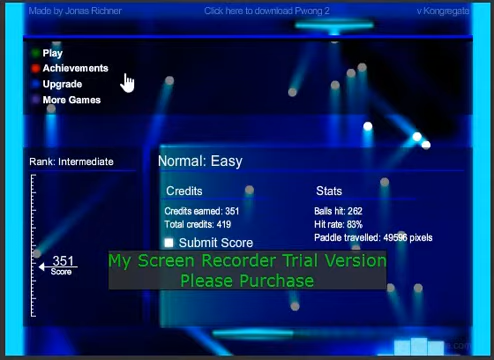 Made by Jonas Richner
Click here to download Pwong 2
v Kongregata
Play
Achievements
Upgrade
More Games
Rank: Intermediate
Normal: Easy
Credits
Stats
Credits earned: 351
Total credits: 419
Balls hit: 262
Hit rate: 83%
Paddle travelled: 49596 pixels
Submit Score
351
Score
My Screen Recorder Trial Version
Please Purchase